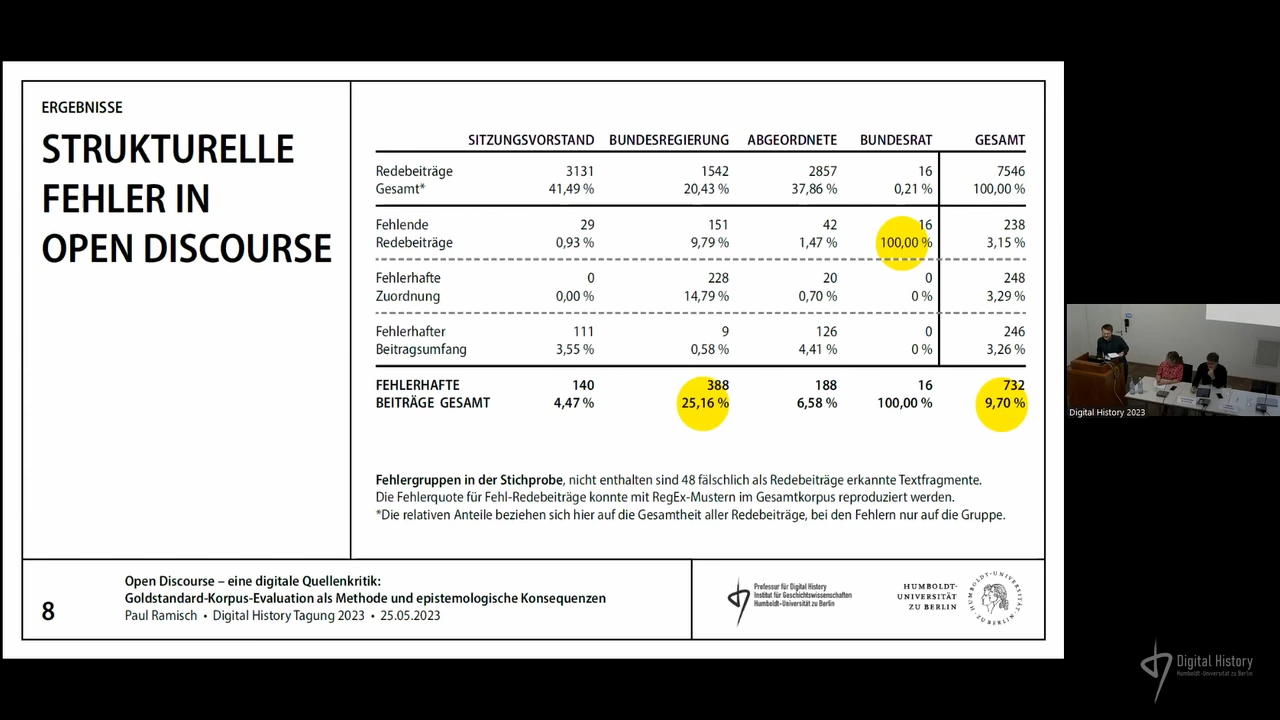 ERGEBNISSE
STRUKTURELLE
FEHLER IN
OPEN DISCOURSE
SITZUNGSVORSTAND BUNDESREGIERUNG ABGEORDNETE BUNDESRAT GESAMT
Redebeiträge 3131 1542 2857 16 7546
Gesamt* 41,49 % 20,43 % 37,86 % 0,21 % 100,00 %
Fehlende 29 151 42 16 238
Redebeiträge 0,93 % 9,79 % 1,47 % 100,00 % 3,15 %
Fehlerhafte 0 228 20 0 248
Zuordnung 0,00 % 14,79 % 0,70 % 0 % 3,29 %
Fehlerhafter 111 9 126 0 246
Beitragsumfang 3,55 % 0,58 % 4,41 % 0 % 3,26 %
FEHLERHAFTE 140 388 188 16 732
BEITRÄGE GESAMT 4,47 % 25,16 % 6,58 % 100,00 % 9,70 %
Fehlergruppen in der Stichprobe, nicht enthalten sind 48 fälschlich als Redebeiträge erkannte Textfragmente.
Die Fehlerquote für Fehl-Redebeiträge konnte mit RegEx-Mustern im Gesamtkorpus reproduziert werden.
*Die relativen Anteile beziehen sich hier auf die Gesamtheit aller Redebeiträge, bei den Fehlern nur auf die Gruppe.
8
Open Discourse – eine digitale Quellenkritik:
Goldstandard-Korpus-Evaluation als Methode und epistemologische Konsequenzen
Paul Ramisch • Digital History Tagung 2023 • 25.05.2023
Professur für Digital History
Institut für Geschichtswissenschaften
Humboldt-Universität zu Berlin
HUMBOLDT-
UNIVERSITÄT
ZU BERLIN
HUMBOLDT-UNIVERSITÄT ZU BERLIN
Digital History 2023
Digital History
Humboldt-Universität zu Berlin